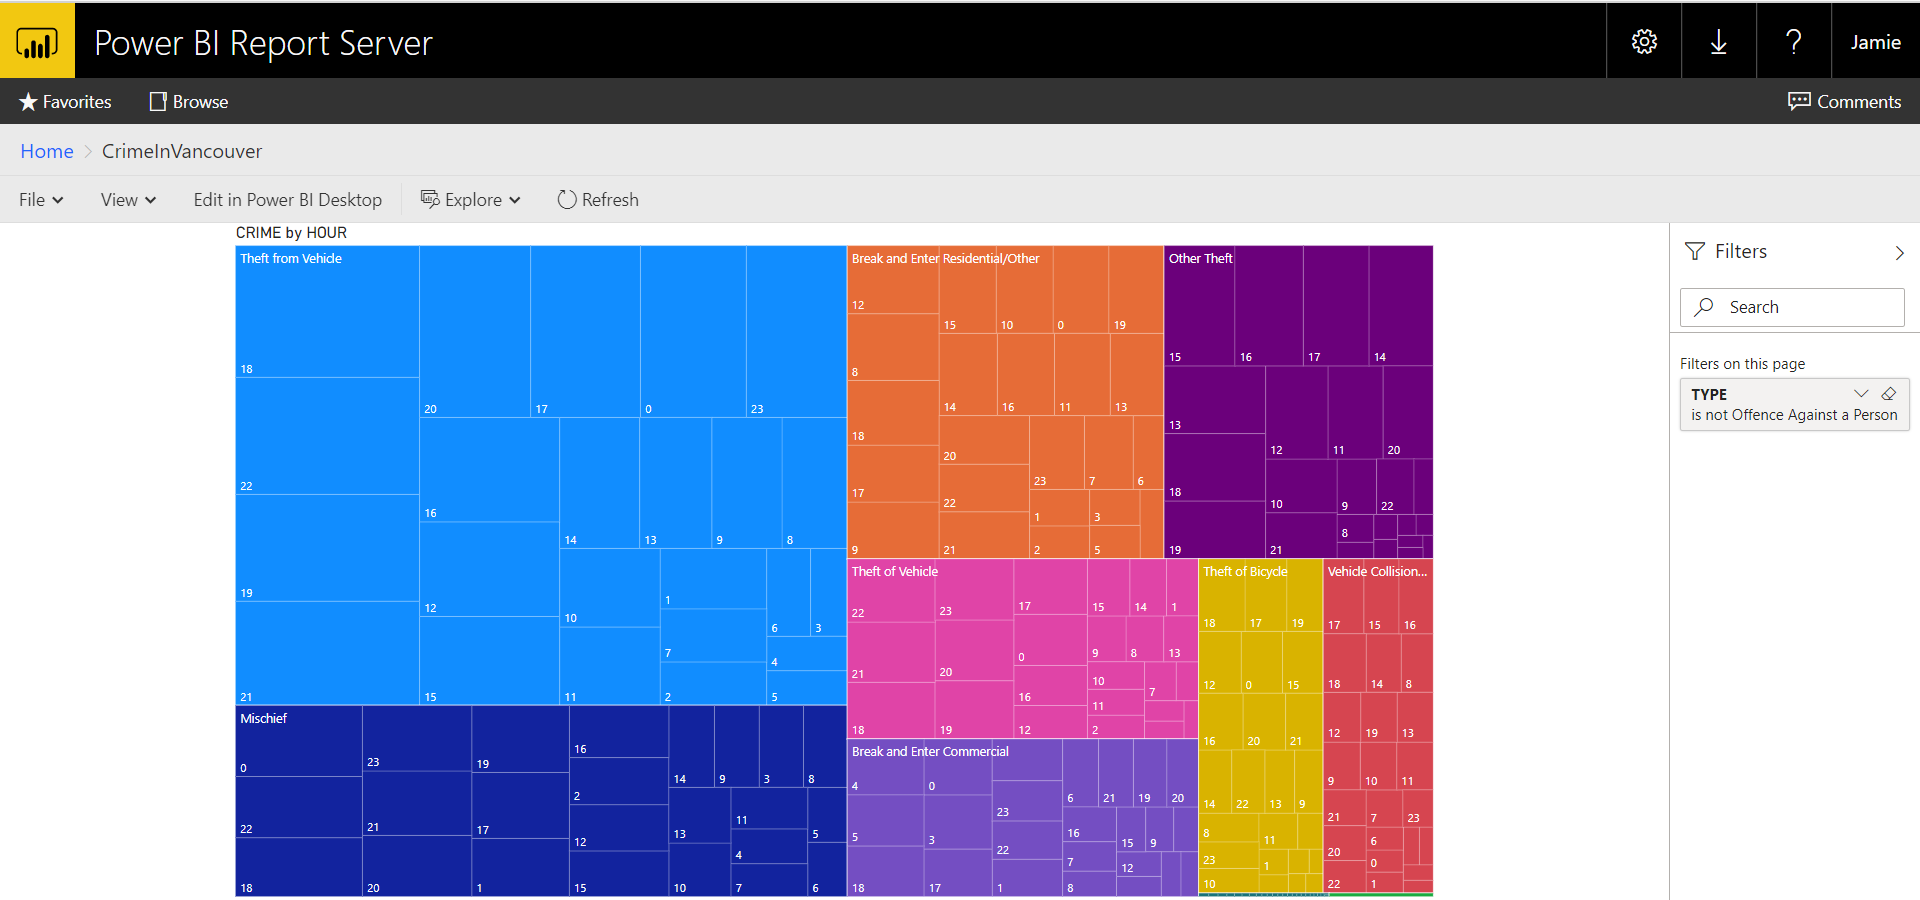 Power BI Report Server
Jamie
Favorites Browse Comments
Home > CrimeInVancouver
File View Edit in Power BI Desktop Explore Refresh
CRIME by HOUR
Theft from Vehicle
18 20 17 0 23
22 16 14 13 9 8
19 12 10 1 6 3
7 4
21 15 11 2 5
Mischief
0 23 19 16 14 9 3 8
2
22 21 17 12 13 11 5
4
18 20 1 15 10 7 6
Break and Enter Residential/Other
12 15 10 0 19
8 14 16 11 13
18 20 23 7 6
17 22 1 3
9 21 2 5
Other Theft
15 16 17 14
13 12 11 20
18 10 9 22
8
19 21
Theft of Vehicle
22 23 17 15 14 1
21 20 0 9 8 13
16 10 7
11
18 19 12 2
Break and Enter Commercial
4 0 23 6 21 19 20
5 3 22 16 15 9
7 12
18 17 1 8
Theft of Bicycle
18 17 19
12 0 15
16 20 21
14 22 13 9
8 11
23 1
10
Vehicle Collision...
17 15 16
18 14 8
12 19 13
9 10 11
21 7 23
20 6
0
22 1
Filters
Search
Filters on this page
TYPE
is not Offence Against a Person